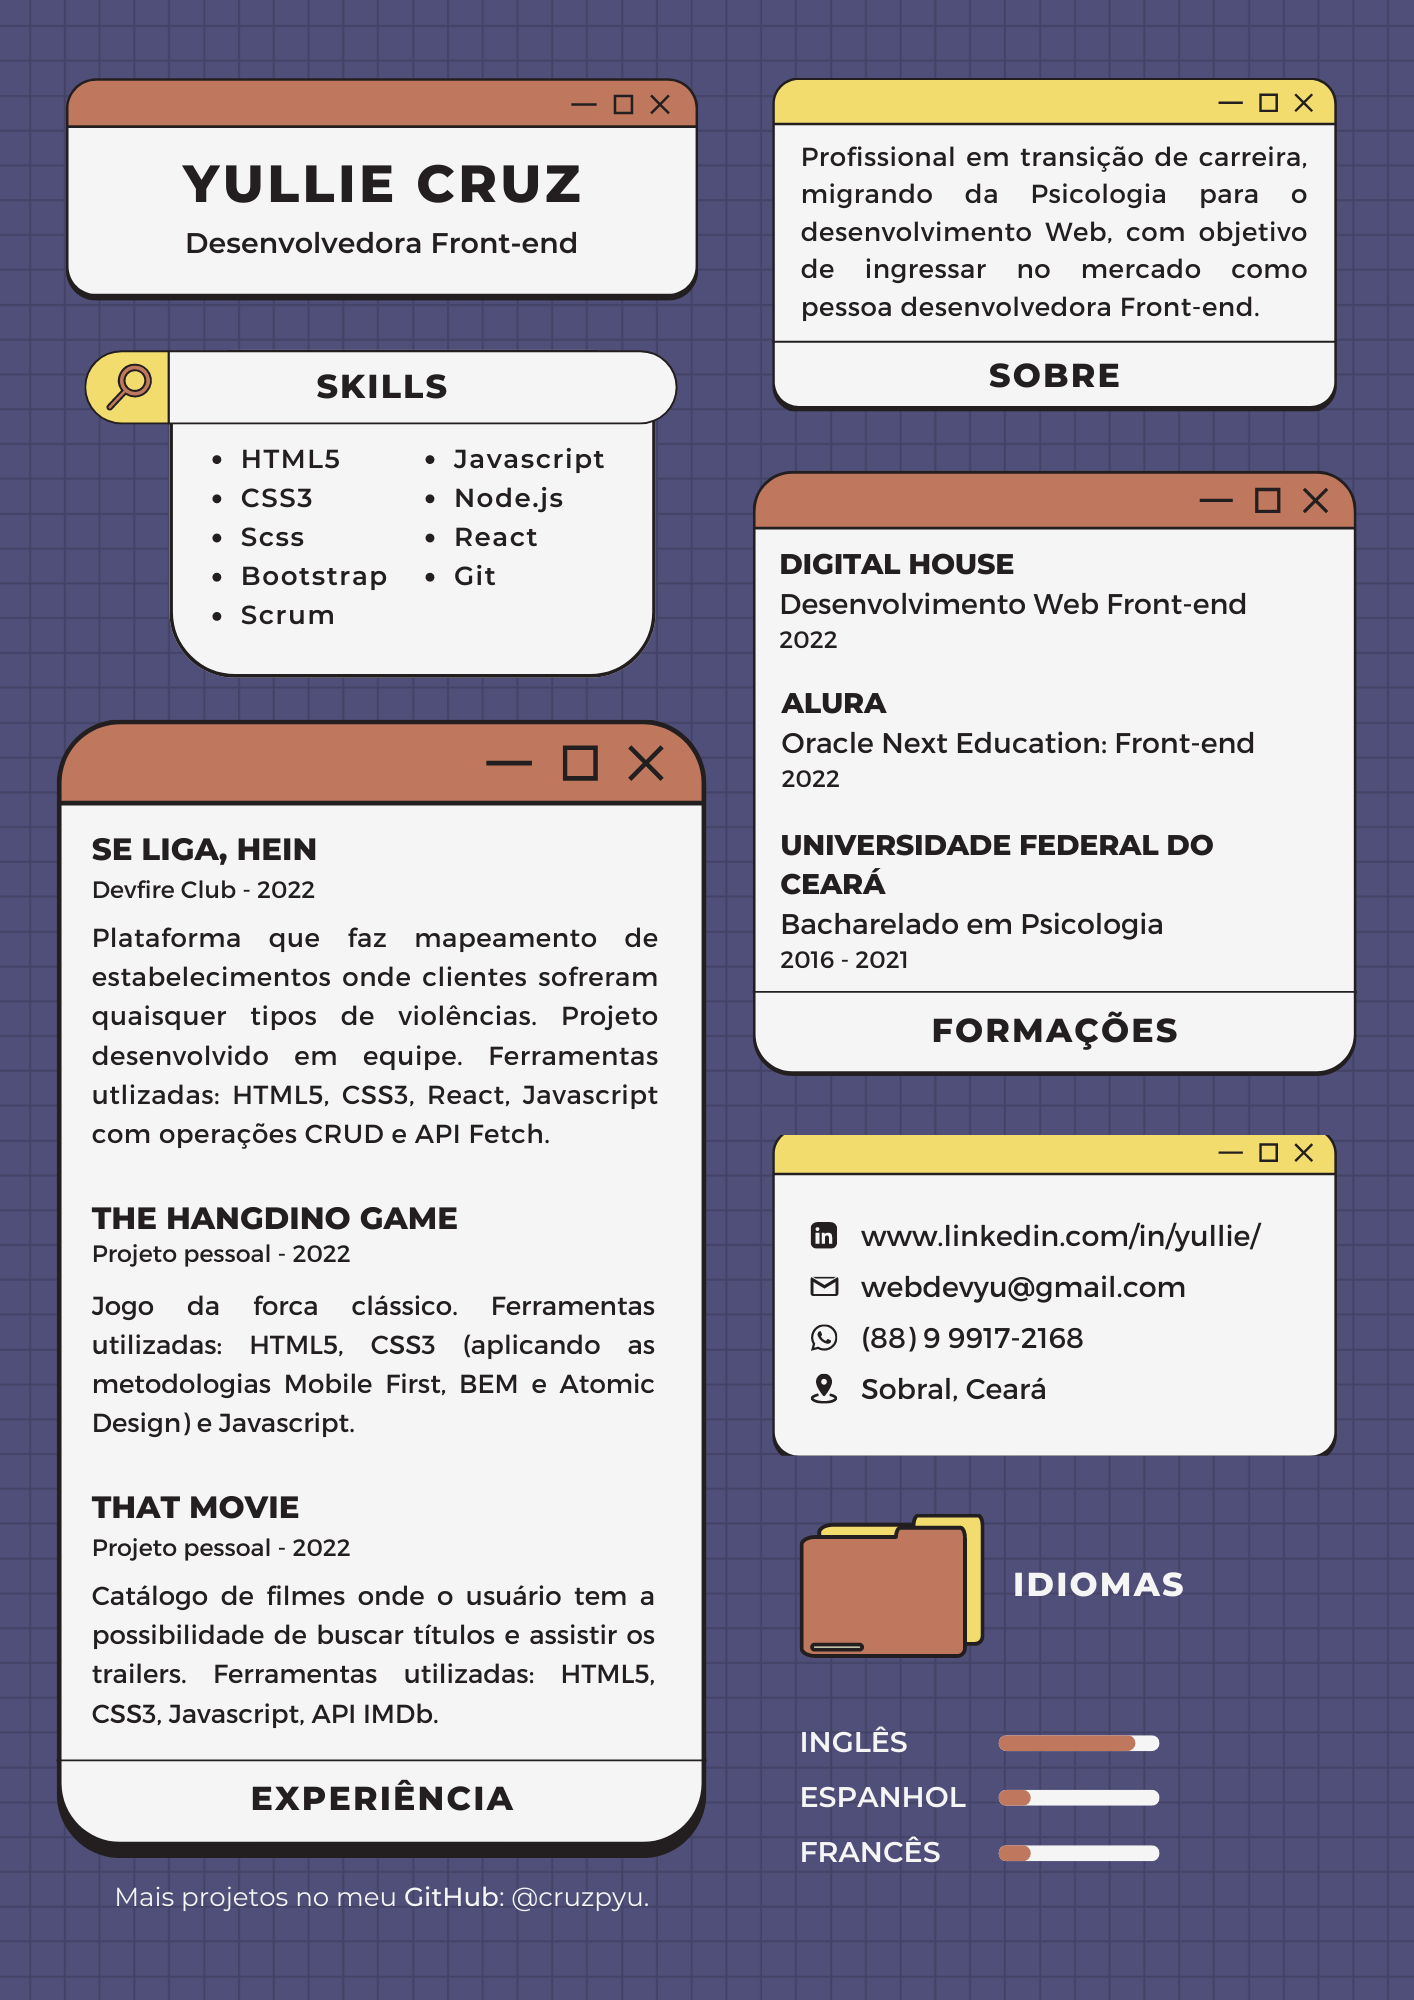 YULLIE CRUZ
Desenvolvedora Front-end
SKILLS
HTML5
CSS3
Scss
Bootstrap
Scrum
Javascript
Node.js
React
Git
SE LIGA, HEIN
Devfire Club - 2022
Plataforma que faz mapeamento de
estabelecimentos onde clientes sofreram
quaisquer tipos de violências. Projeto
desenvolvido em equipe. Ferramentas
utlizadas: HTML5, CSS3, React, Javascript
com operações CRUD e API Fetch.
THE HANGDINO GAME
Projeto pessoal - 2022
Jogo da forca clássico. Ferramentas
utilizadas: HTML5, CSS3 (aplicando as
metodologias Mobile First, BEM e Atomic
Design) e Javascript.
THAT MOVIE
Projeto pessoal - 2022
Catálogo de filmes onde o usuário tem a
possibilidade de buscar títulos e assistir os
trailers. Ferramentas utilizadas: HTML5,
CSS3, Javascript, API IMDb.
EXPERIÊNCIA
Mais projetos no meu GitHub: @cruzpyu.
Profissional em transição de carreira,
migrando da Psicologia para o
desenvolvimento Web, com objetivo
de ingressar no mercado como
pessoa desenvolvedora Front-end.
SOBRE
DIGITAL HOUSE
Desenvolvimento Web Front-end
2022
ALURA
Oracle Next Education: Front-end
2022
UNIVERSIDADE FEDERAL DO
CEARÁ
Bacharelado em Psicologia
2016 - 2021
FORMAÇÕES
www.linkedin.com/in/yullie/
webdevyu@gmail.com
(88) 9 9917-2168
Sobral, Ceará
IDIOMAS
INGLÊS
ESPANHOL
FRANCÊS